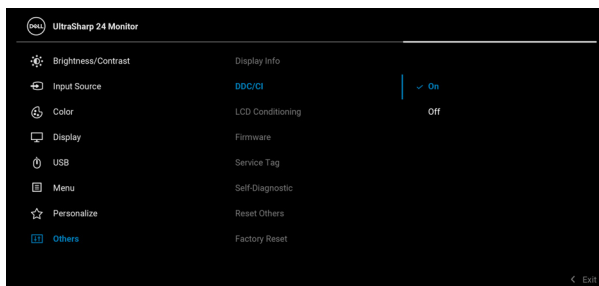 DELL UltraSharp 24 Monitor
Brightness/Contrast Display Info
Input Source DDC/CI ✓ On
Color LCD Conditioning Off
Display Firmware
USB Service Tag
Menu Self-Diagnostic
Personalize Reset Others
Others Factory Reset
Exit